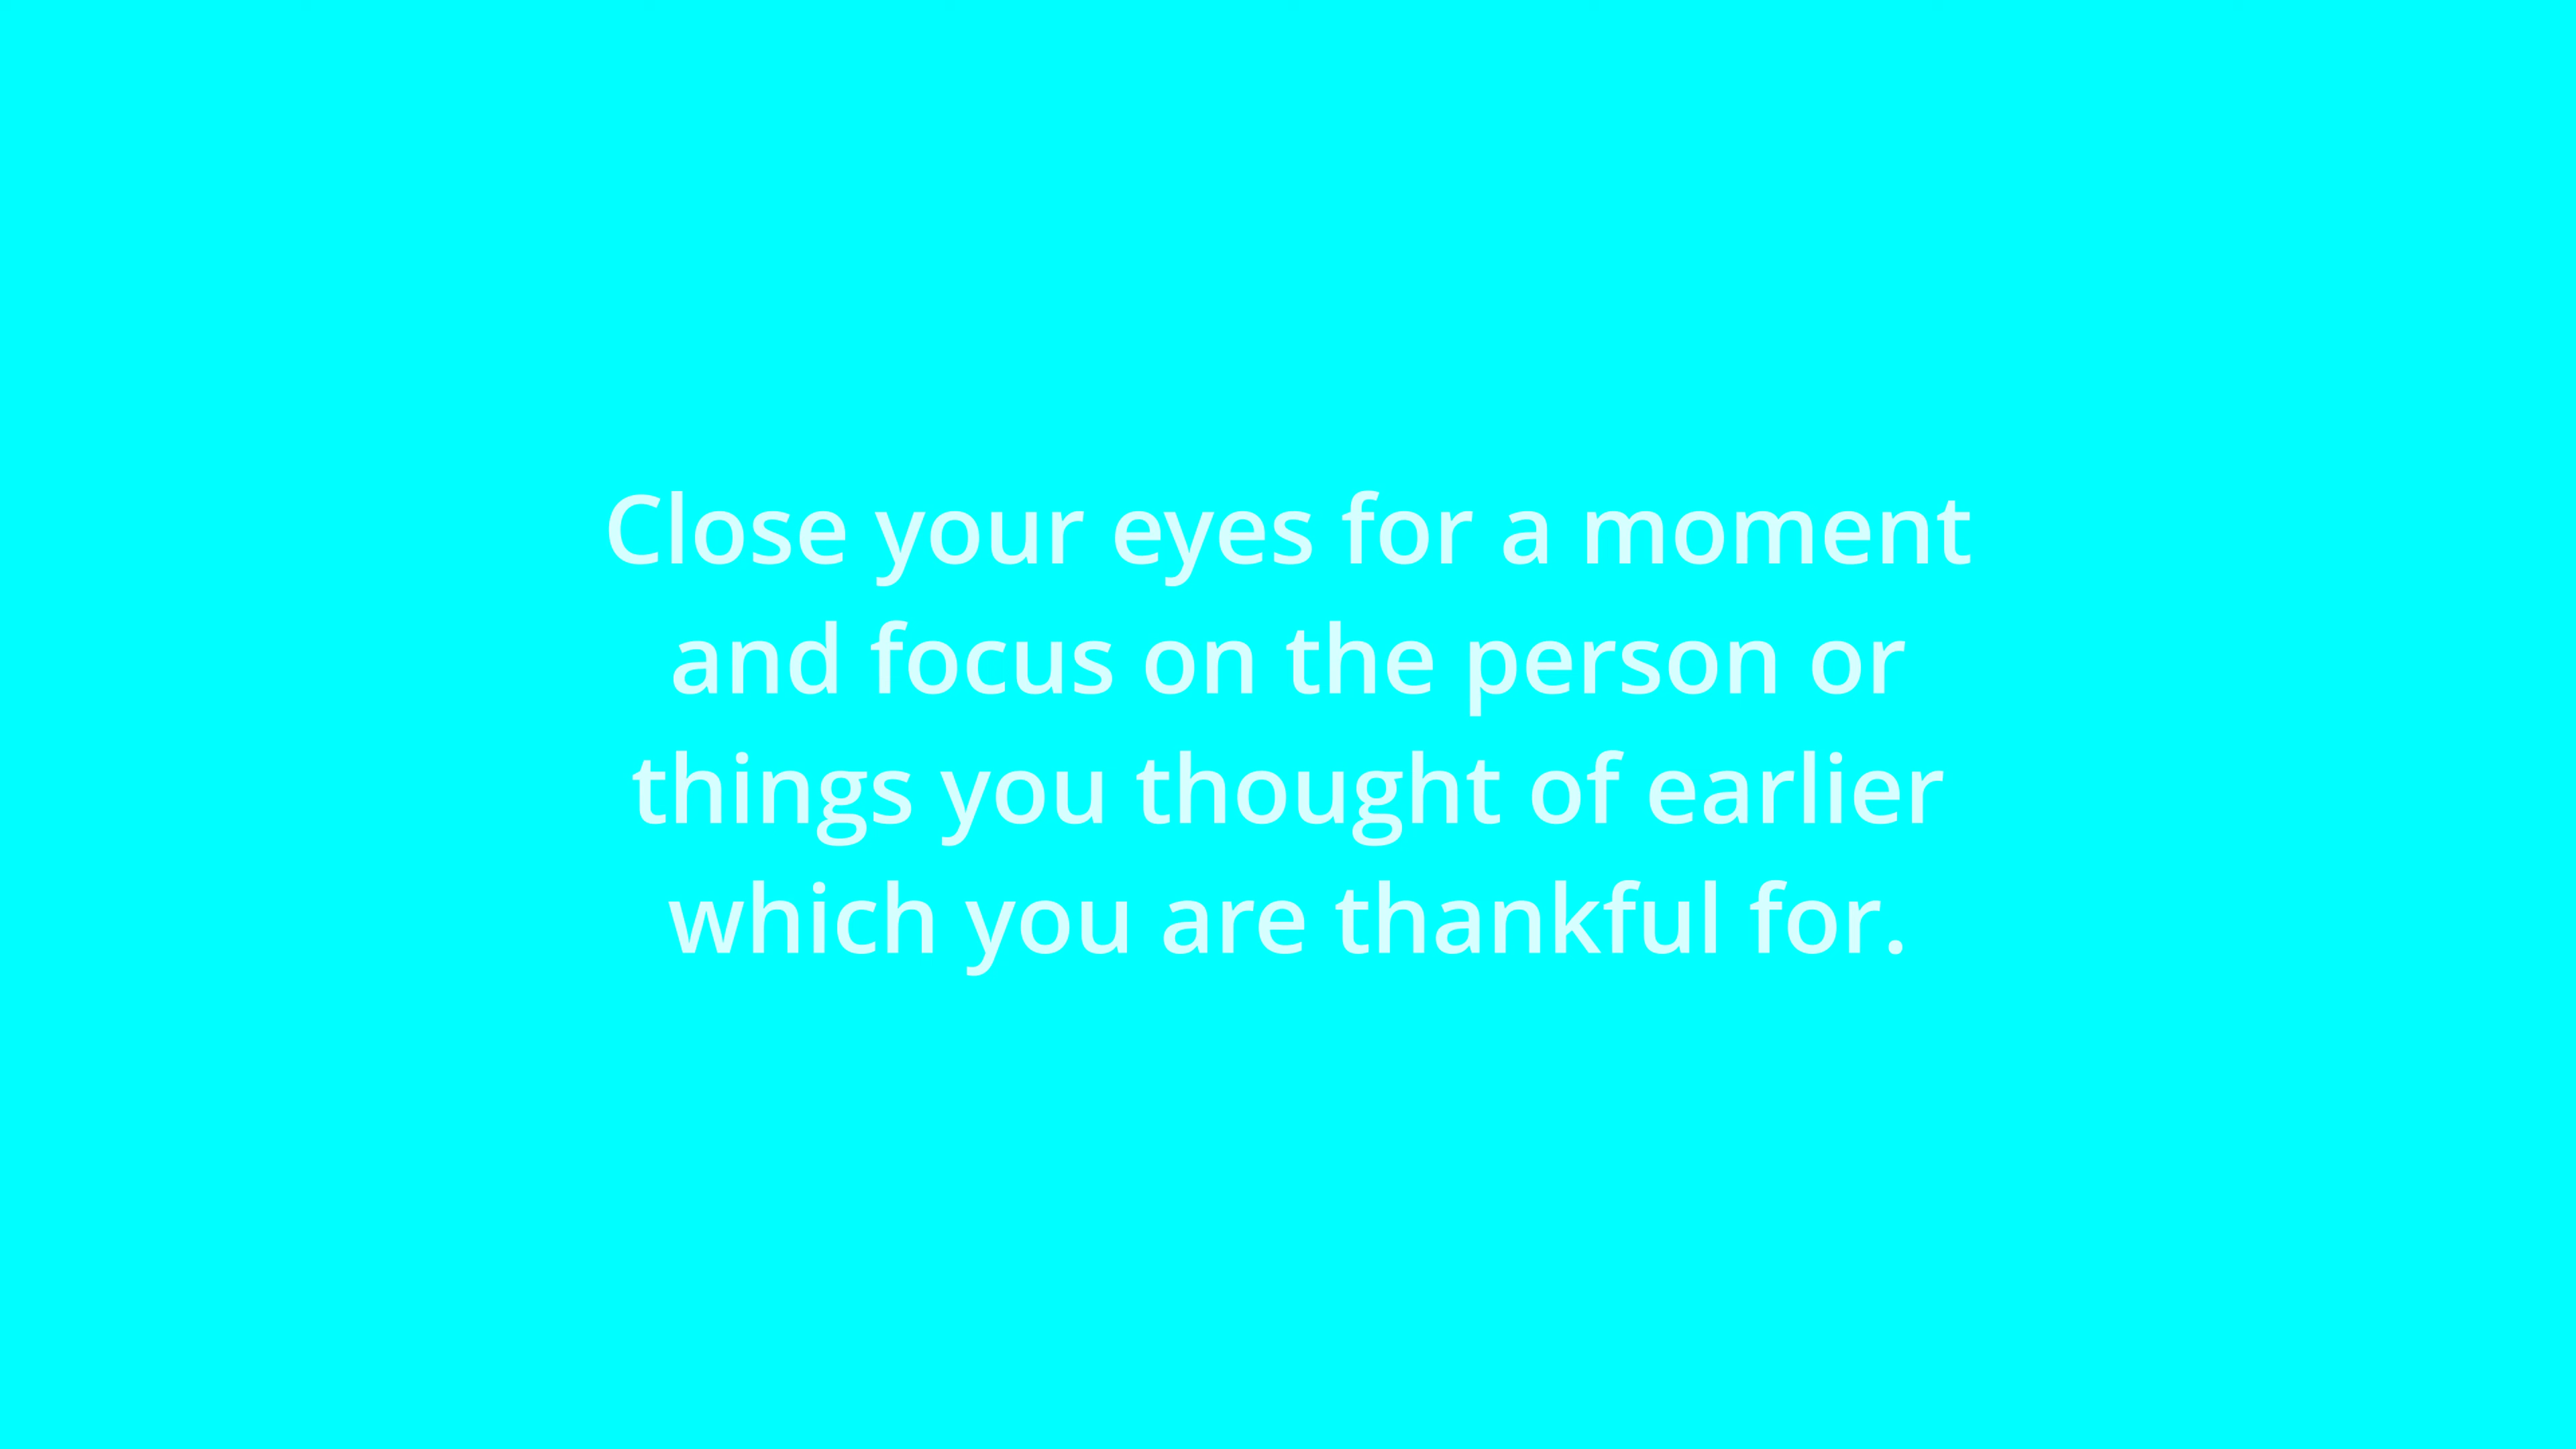 Close your eyes for a moment
and focus on the person or
things you thought of earlier
which you are thankful for.